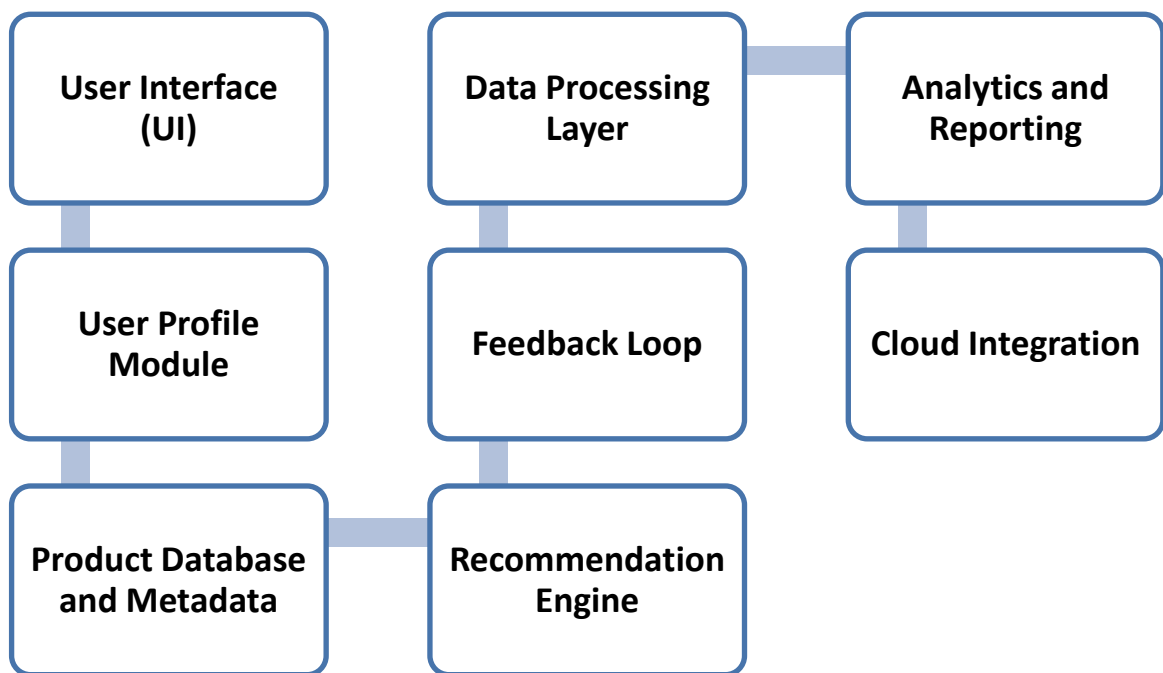 User Interface
(UI)
User Profile
Module
Product Database
and Metadata
Recommendation
Engine
Feedback Loop
Data Processing
Layer
Analytics and
Reporting
Cloud Integration